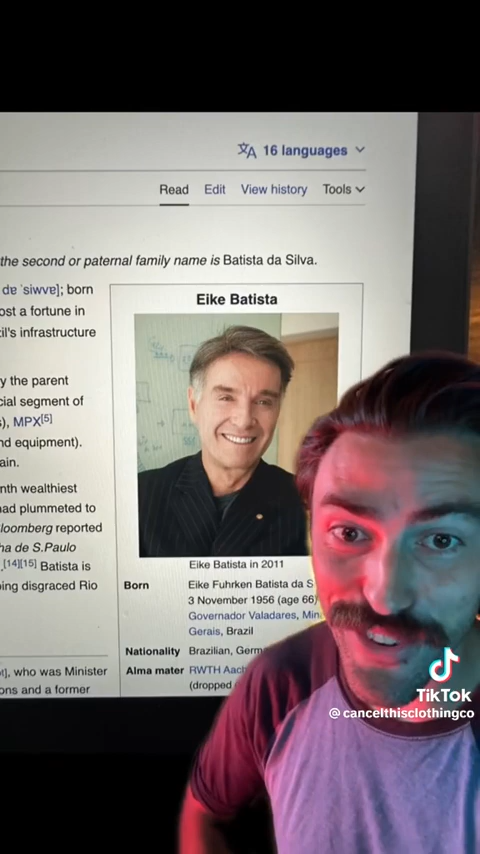 16 languages
Read Edit View history Tools
the second or paternal family name is Batista da Silva.
dɐ ˈsiwvɐ]; born
ost a fortune in
il's infrastructure
y the parent
cial segment of
s), MPX[5]
nd equipment).
ain.
nth wealthiest
had plummeted to
loomberg reported
ha de S.Paulo
.[14][15] Batista is
ping disgraced Rio
ɔt], who was Minister
ons and a former
Eike Batista
Eike Batista in 2011
Born Eike Fuhrken Batista da S
3 November 1956 (age 66)
Governador Valadares, Min
Gerais, Brazil
Nationality Brazilian, Germ
Alma mater RWTH Aach
(dropped
TikTok
@cancelthisclothingco